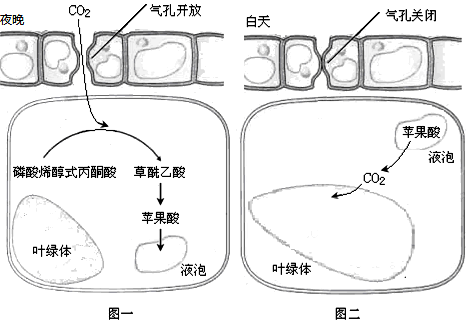 夜晚
CO₂
气孔开放
磷酸烯醇式丙酮酸
草酰乙酸
苹果酸
叶绿体
液泡
图一
白天
气孔关闭
苹果酸
液泡
CO₂
叶绿体
图二